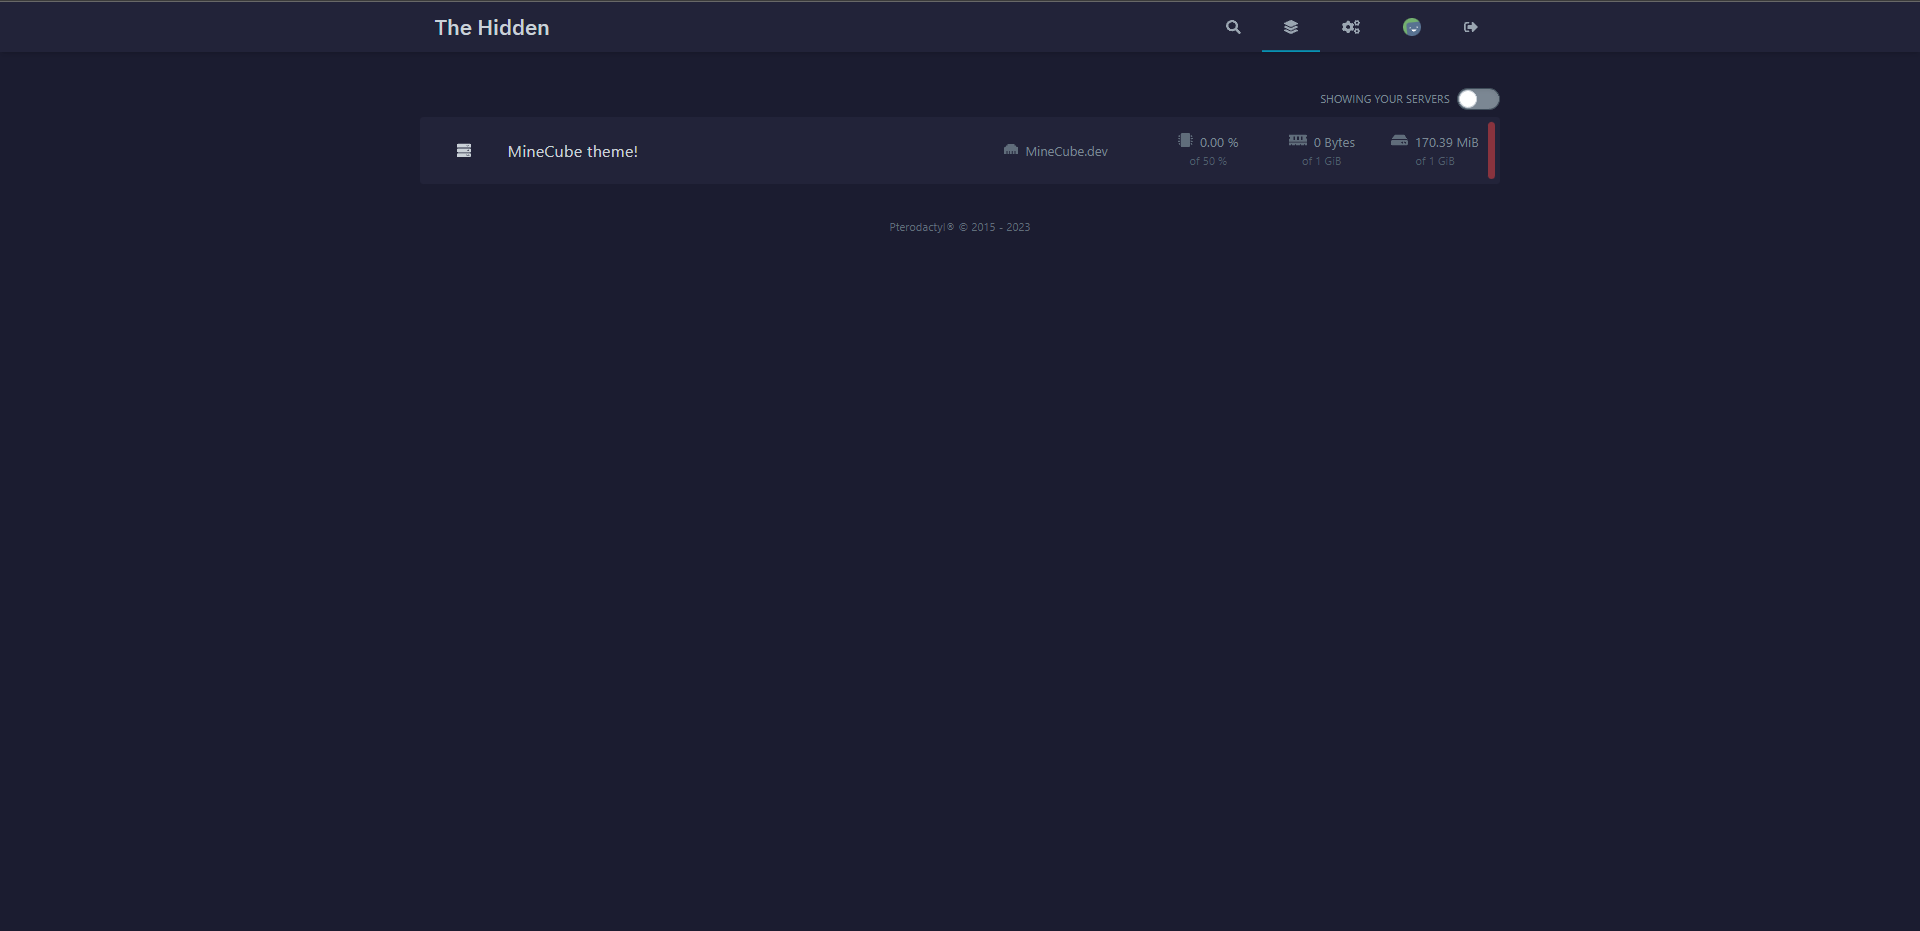 The Hidden
SHOWING YOUR SERVERS
MineCube theme!
MineCube.dev
0.00 %
of 50 %
0 Bytes
of 1 GiB
170.39 MiB
of 1 GiB
Pterodactyl® © 2015 - 2023